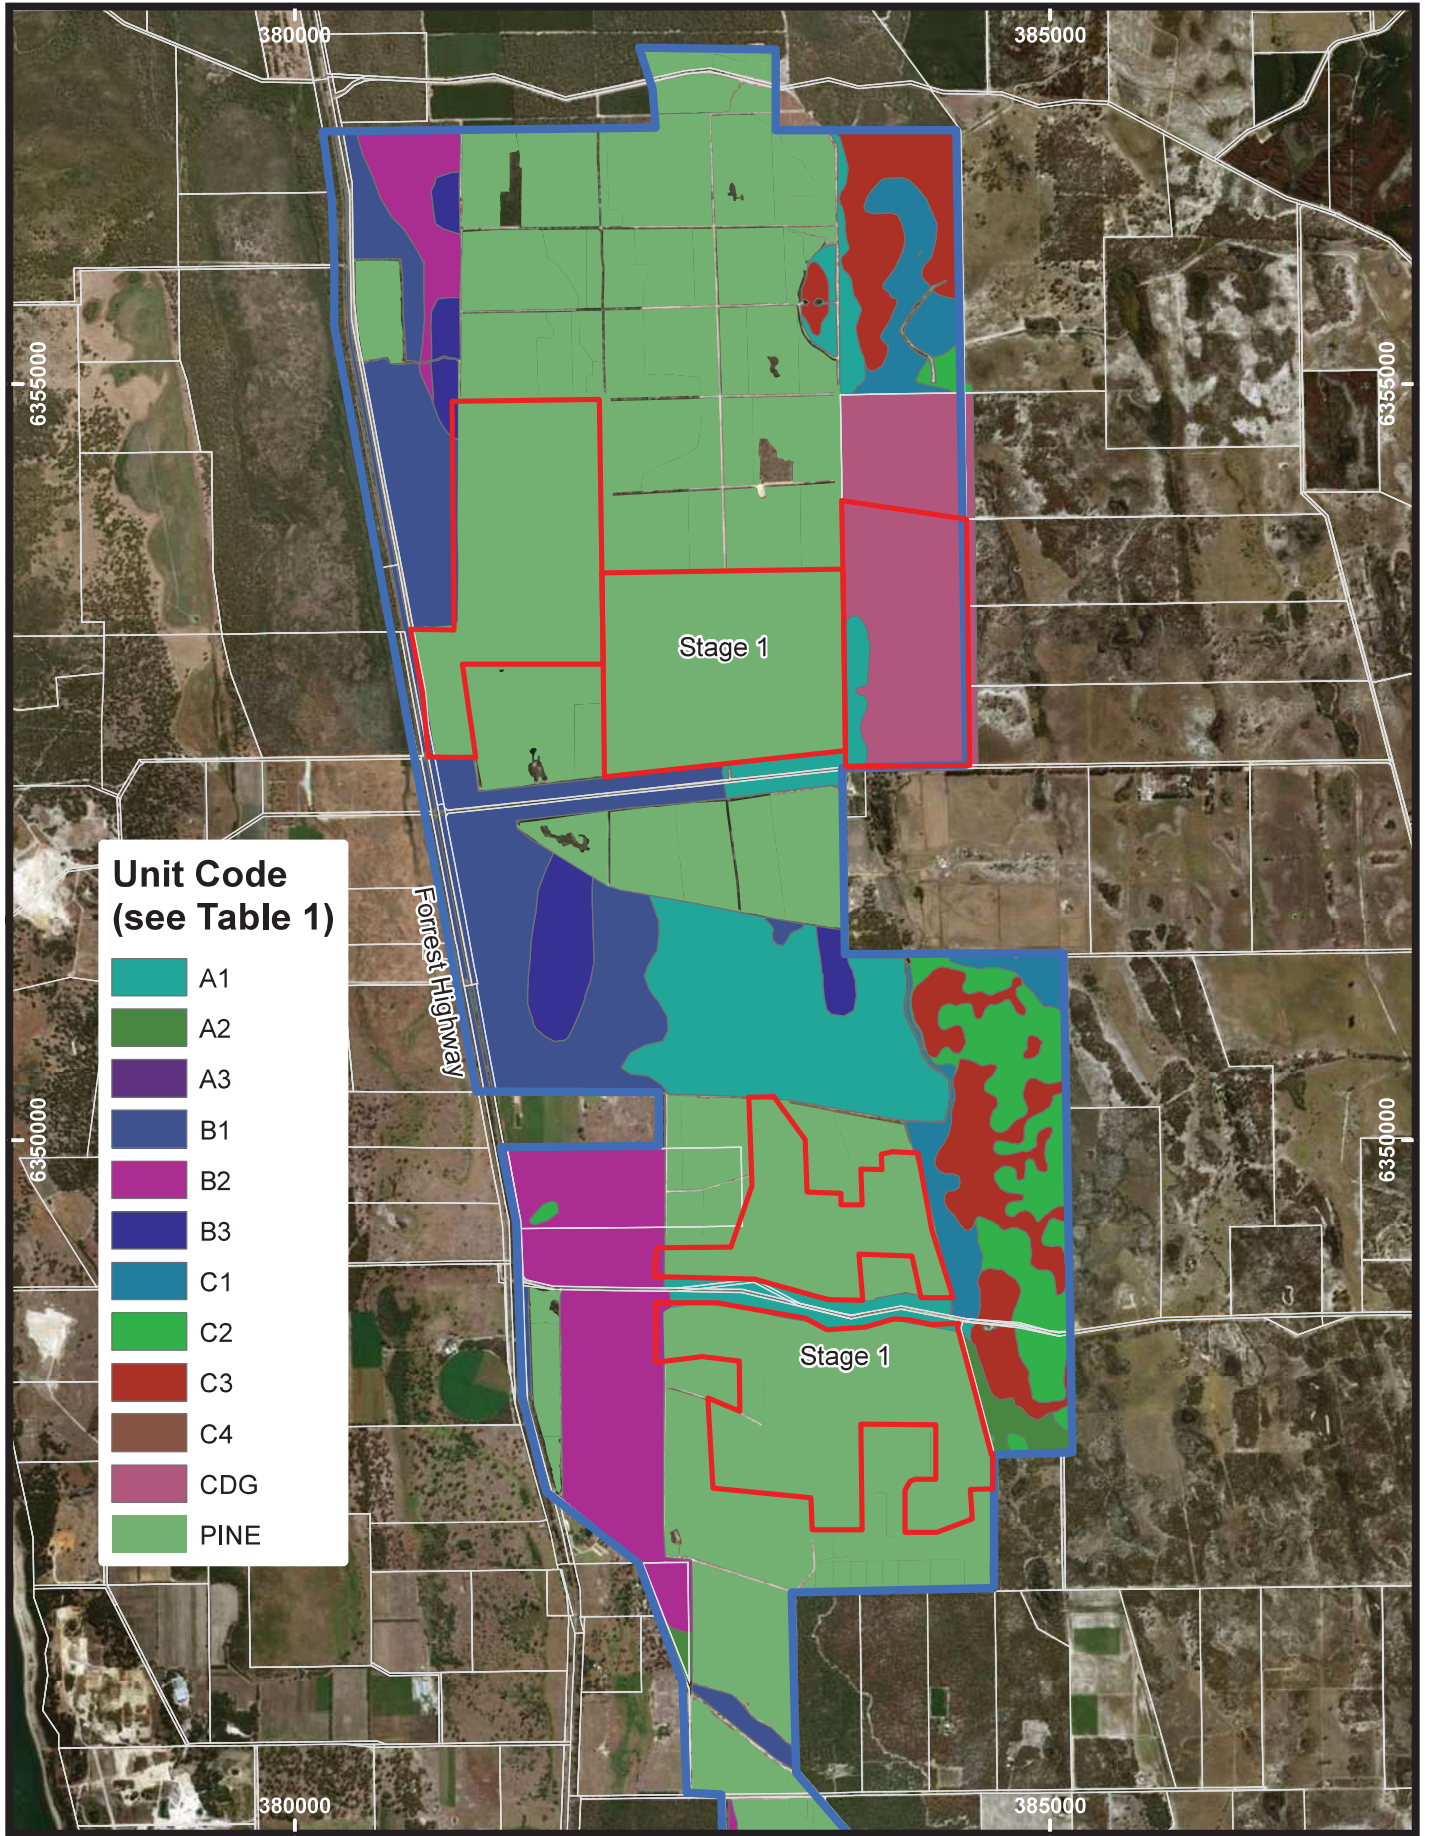 380000
385000
6355000
6355000
Stage 1
Forrest Highway
Unit Code
(see Table 1)
A1
A2
A3
B1
B2
B3
C1
C2
C3
C4
CDG
PINE
6350000
6350000
Stage 1
380000
385000